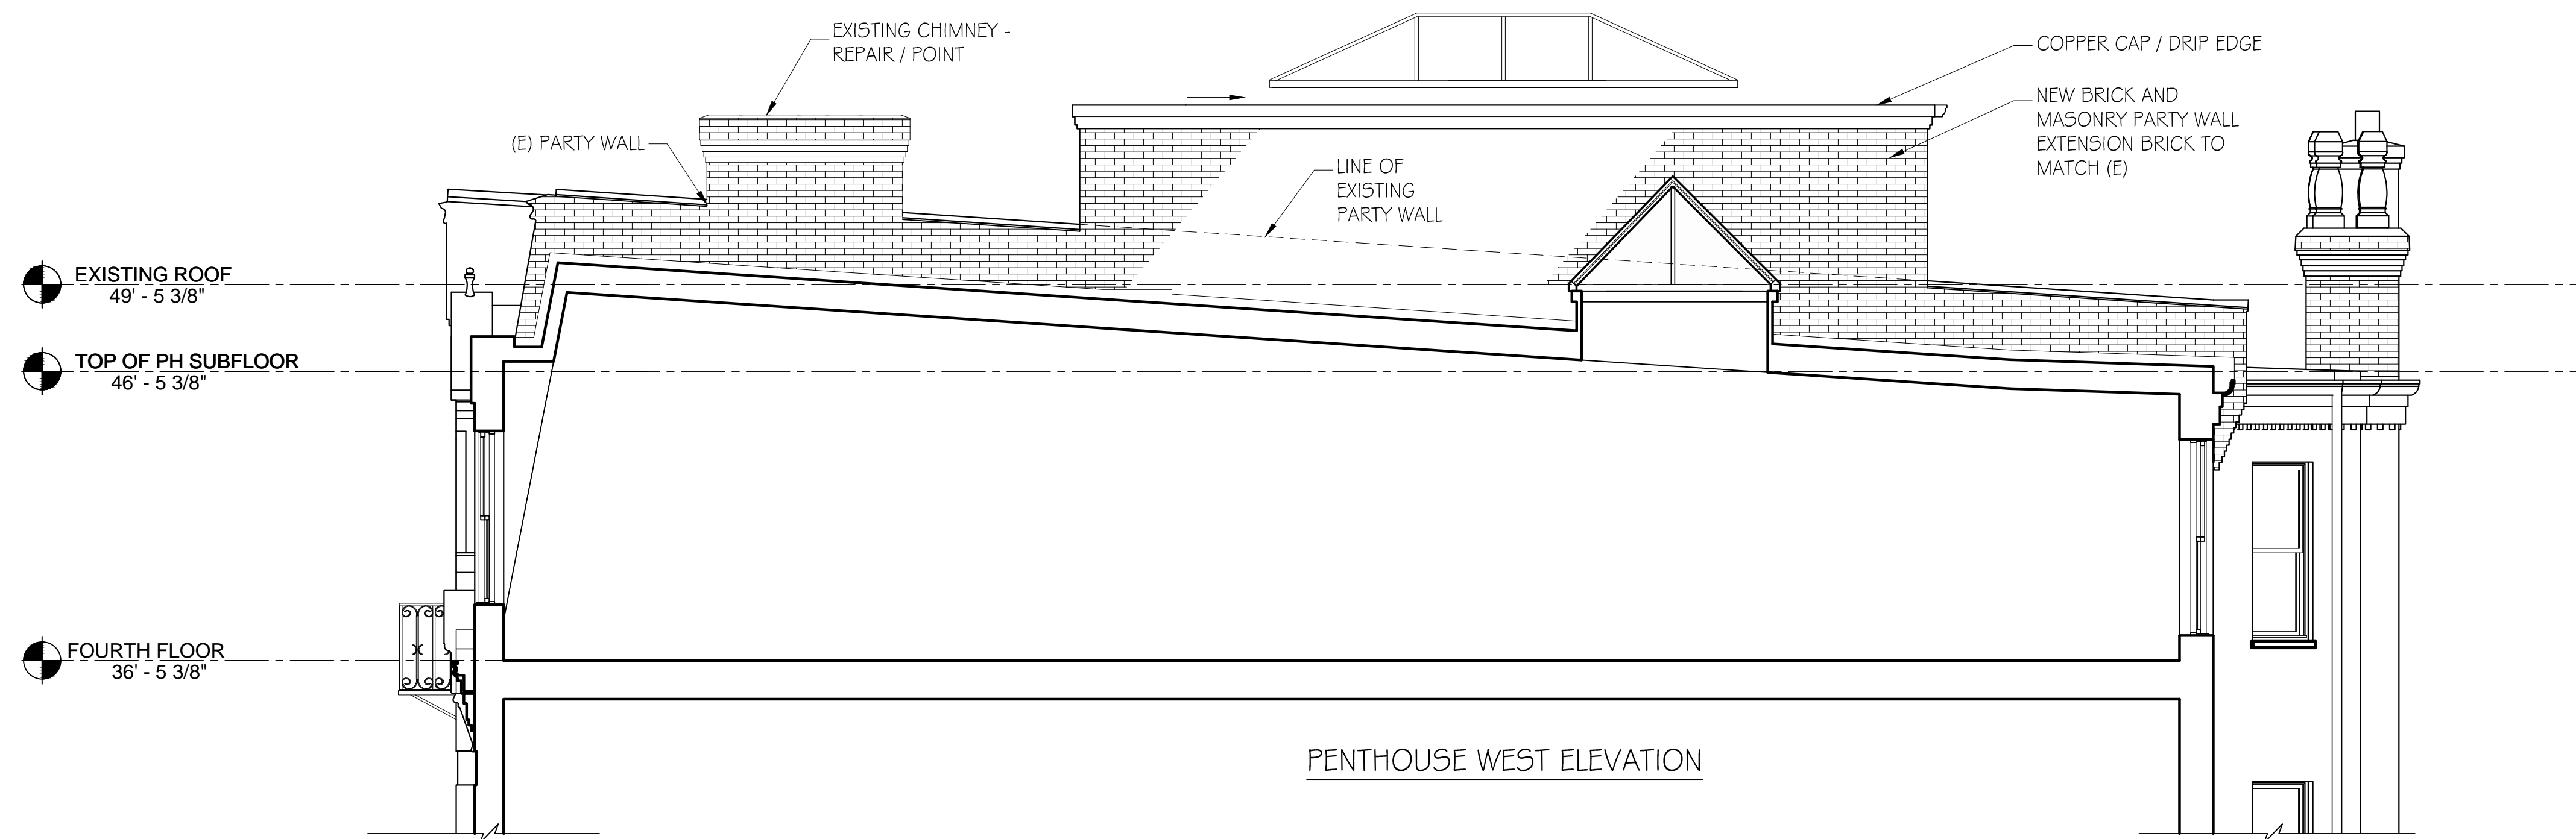 EXISTING CHIMNEY -
REPAIR / POINT
COPPER CAP / DRIP EDGE
NEW BRICK AND
MASONRY PARTY WALL
EXTENSION BRICK TO
MATCH (E)
(E) PARTY WALL
LINE OF
EXISTING
PARTY WALL
EXISTING ROOF
49' - 5 3/8"
TOP OF PH SUBFLOOR
46' - 5 3/8"
FOURTH FLOOR
36' - 5 3/8"
PENTHOUSE WEST ELEVATION